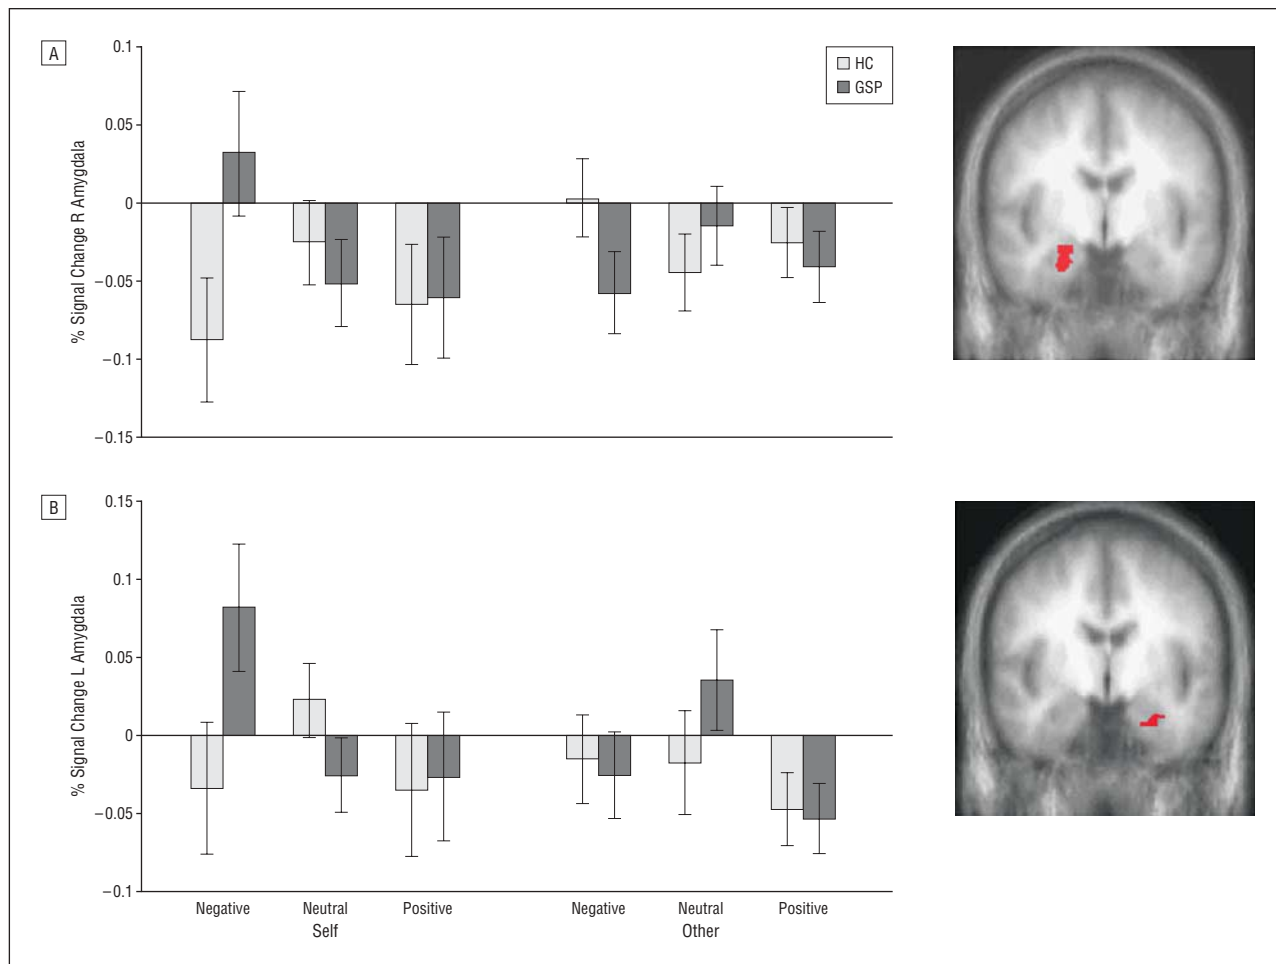 A
% Signal Change R Amygdala
0.1
0.05
0
−0.05
−0.1
−0.15
HC
GSP
B
% Signal Change L Amygdala
0.15
0.1
0.05
0
−0.05
−0.1
Negative Neutral Positive Negative Neutral Positive
Self Other